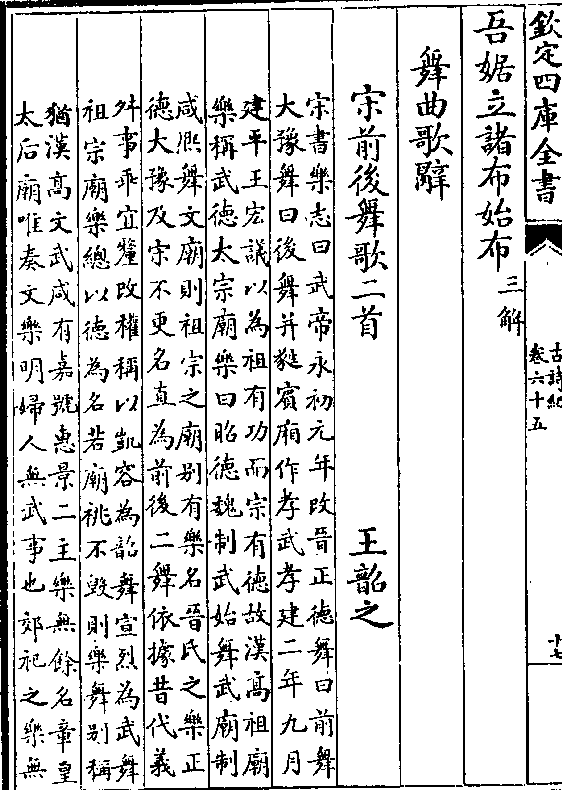 欽定四庫全書
古詩紀
卷六十五
十七
吾㛃立諸布始布三解
舞曲歌辭
宋前後舞歌二首 王韶之
宋書樂志曰武帝永初元年改晉正德舞曰前舞
大豫舞曰後舞并蕤賓廂作孝武孝建二年九月
建平王宏議以為祖有功而宗有德故漢髙祖廟
樂稱武德太宗廟樂曰昭德魏制武始舞武廟制
咸熙舞文廟則祖宗之廟别有樂名晉氏之樂正
德大豫及宋不更名直為前後二舞依據昔代義
舛事乖宜釐改權稱以凱容為韶舞宣烈為武舞
祖宗廟樂總以德為名若廟祧不毁則樂舞别稱
猶漢髙文武咸有嘉號惠景二主樂無餘名章皇
太后廟唯奏文樂明婦人無武事也郊祀之樂無